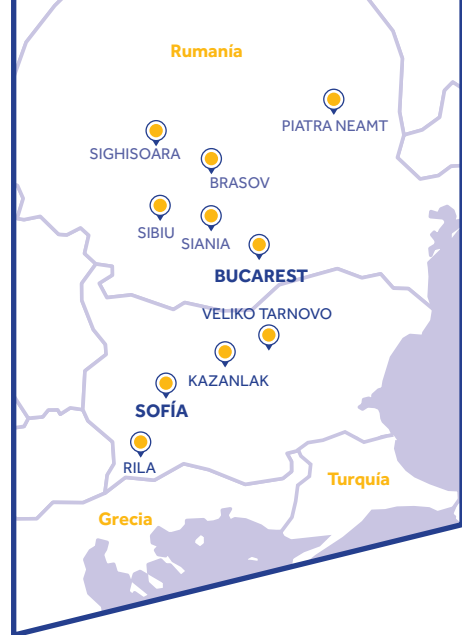 Rumanía
PIATRA NEAMT
SIGHISOARA
BRASOV
SIBIU
SIANIA
BUCAREST
VELIKO TARNOVO
KAZANLAK
SOFÍA
RILA
Turquía
Grecia